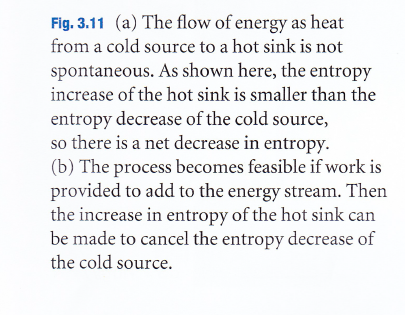 Fig. 3.11 (a) The flow of energy as heat
from a cold source to a hot sink is not
spontaneous. As shown here, the entropy
increase of the hot sink is smaller than the
entropy decrease of the cold source,
so there is a net decrease in entropy.
(b) The process becomes feasible if work is
provided to add to the energy stream. Then
the increase in entropy of the hot sink can
be made to cancel the entropy decrease of
the cold source.